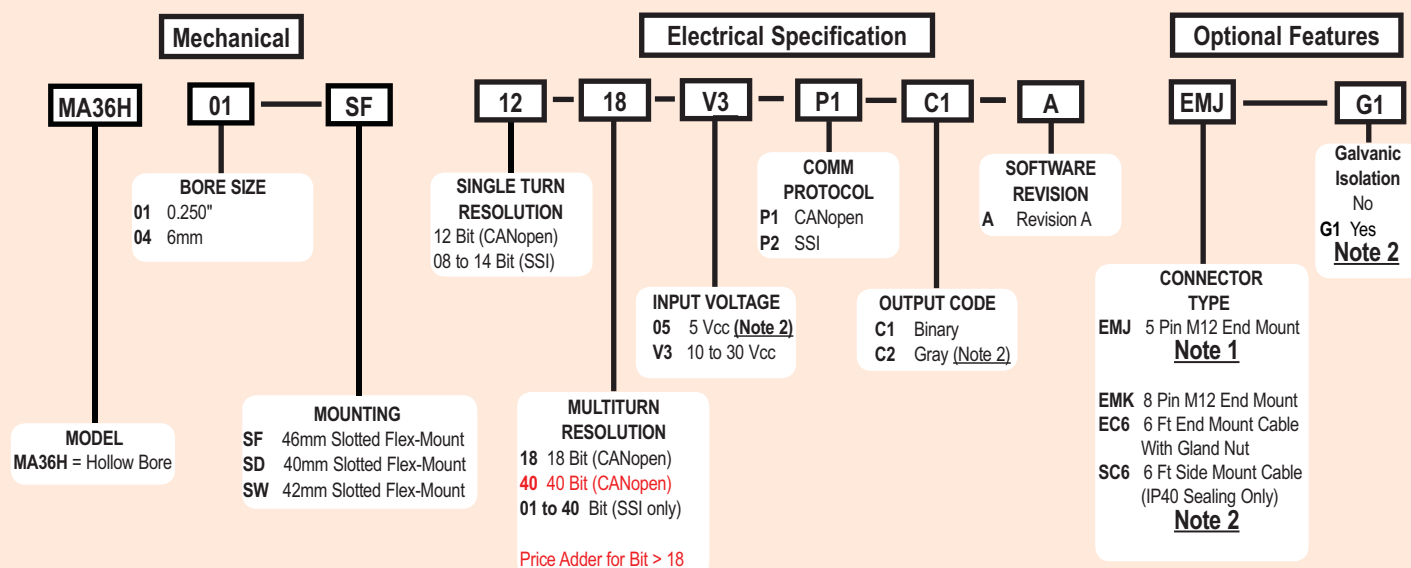 Mechanical
Electrical Specification
Optional Features
MA36H
01
SF
12
18
V3
P1
C1
A
EMJ
G1
MODEL
MA36H = Hollow Bore
BORE SIZE
01 0.250"
04 6mm
MOUNTING
SF 46mm Slotted Flex-Mount
SD 40mm Slotted Flex-Mount
SW 42mm Slotted Flex-Mount
SINGLE TURN
RESOLUTION
12 Bit (CANopen)
08 to 14 Bit (SSI)
MULTITURN
RESOLUTION
18 18 Bit (CANopen)
40 40 Bit (CANopen)
01 to 40 Bit (SSI only)
Price Adder for Bit > 18
INPUT VOLTAGE
05 5 Vcc (Note 2)
V3 10 to 30 Vcc
COMM
PROTOCOL
P1 CANopen
P2 SSI
OUTPUT CODE
C1 Binary
C2 Gray (Note 2)
SOFTWARE
REVISION
A Revision A
CONNECTOR
TYPE
EMJ 5 Pin M12 End Mount
Note 1
EMK 8 Pin M12 End Mount
EC6 6 Ft End Mount Cable
With Gland Nut
SC6 6 Ft Side Mount Cable
(IP40 Sealing Only)
Note 2
Galvanic
Isolation
No
G1 Yes
Note 2